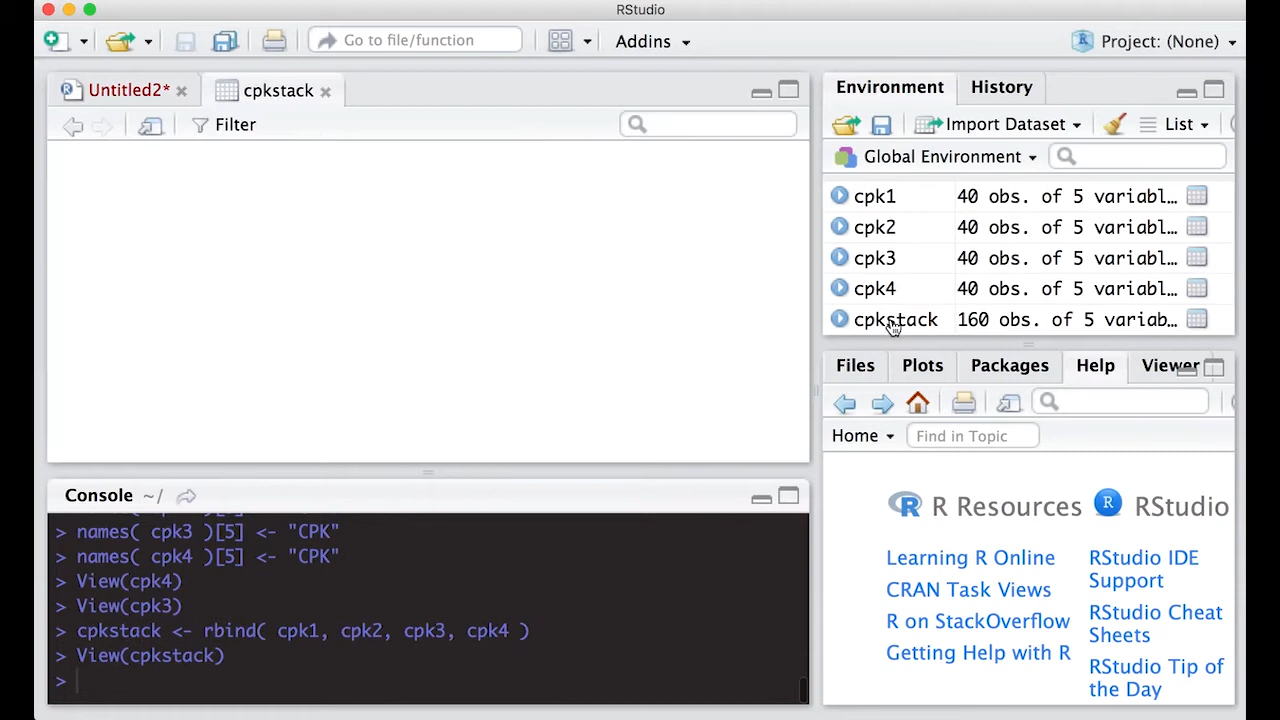 RStudio
Go to file/function
Addins
Project: (None)
Untitled2*
cpkstack
Filter
Environment
History
Import Dataset
List
Global Environment
cpk1 40 obs. of 5 variabl…
cpk2 40 obs. of 5 variabl…
cpk3 40 obs. of 5 variabl…
cpk4 40 obs. of 5 variabl…
cpkstack 160 obs. of 5 variab…
Files
Plots
Packages
Help
Viewer
Home
Find in Topic
R Resources
RStudio
Learning R Online
CRAN Task Views
R on StackOverflow
Getting Help with R
RStudio IDE
Support
RStudio Cheat
Sheets
RStudio Tip of
the Day
Console ~/
> names( cpk3 )[5] <- "CPK"
> names( cpk4 )[5] <- "CPK"
> View(cpk4)
> View(cpk3)
> cpkstack <- rbind( cpk1, cpk2, cpk3, cpk4 )
> View(cpkstack)
>